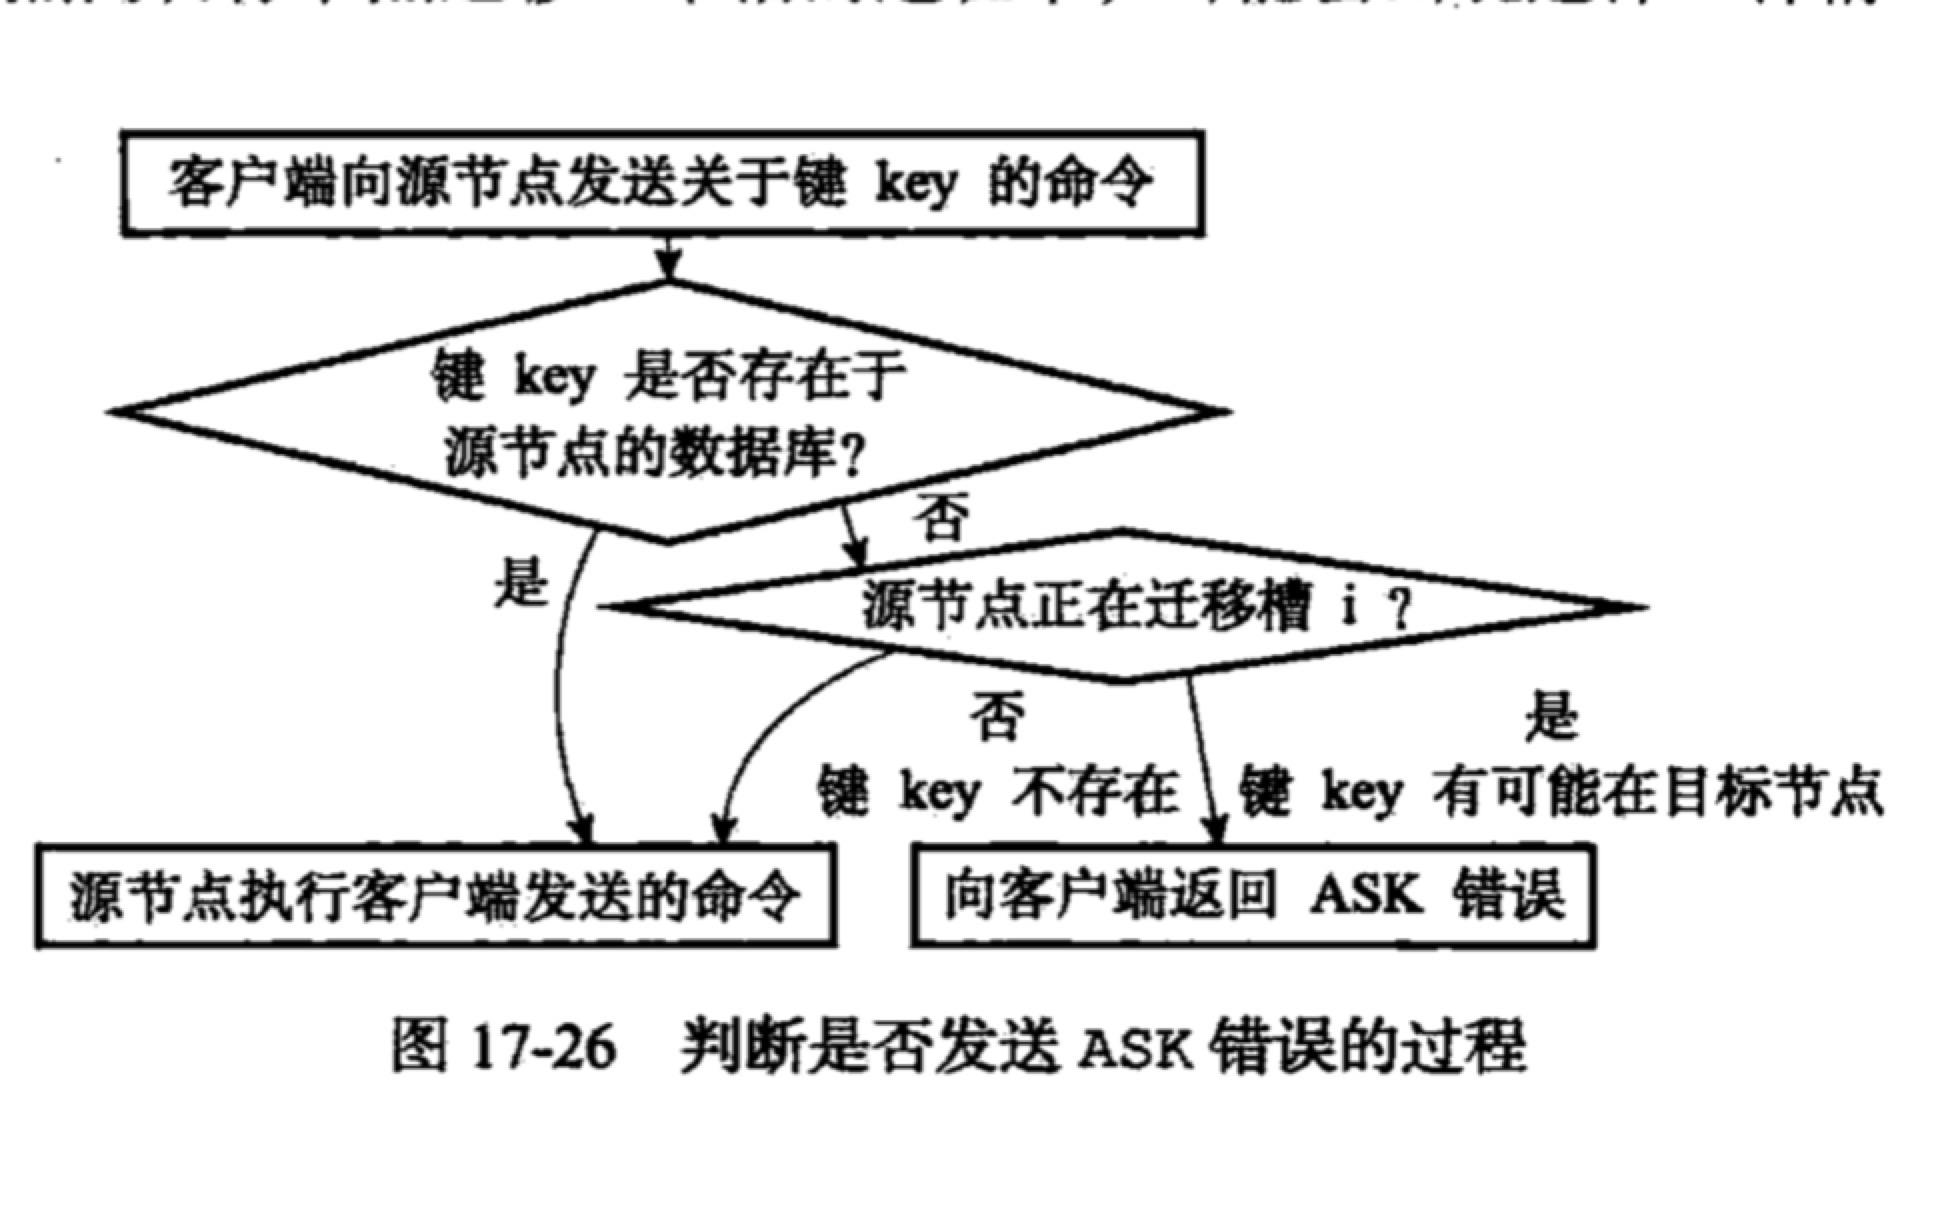 客户端向源节点发送关于键 key 的命令
键 key 是否存在于
源节点的数据库?
否
是
源节点正在迁移槽 i ?
否
是
键 key 不存在
键 key 有可能在目标节点
源节点执行客户端发送的命令
向客户端返回 ASK 错误
图 17-26 判断是否发送 ASK 错误的过程